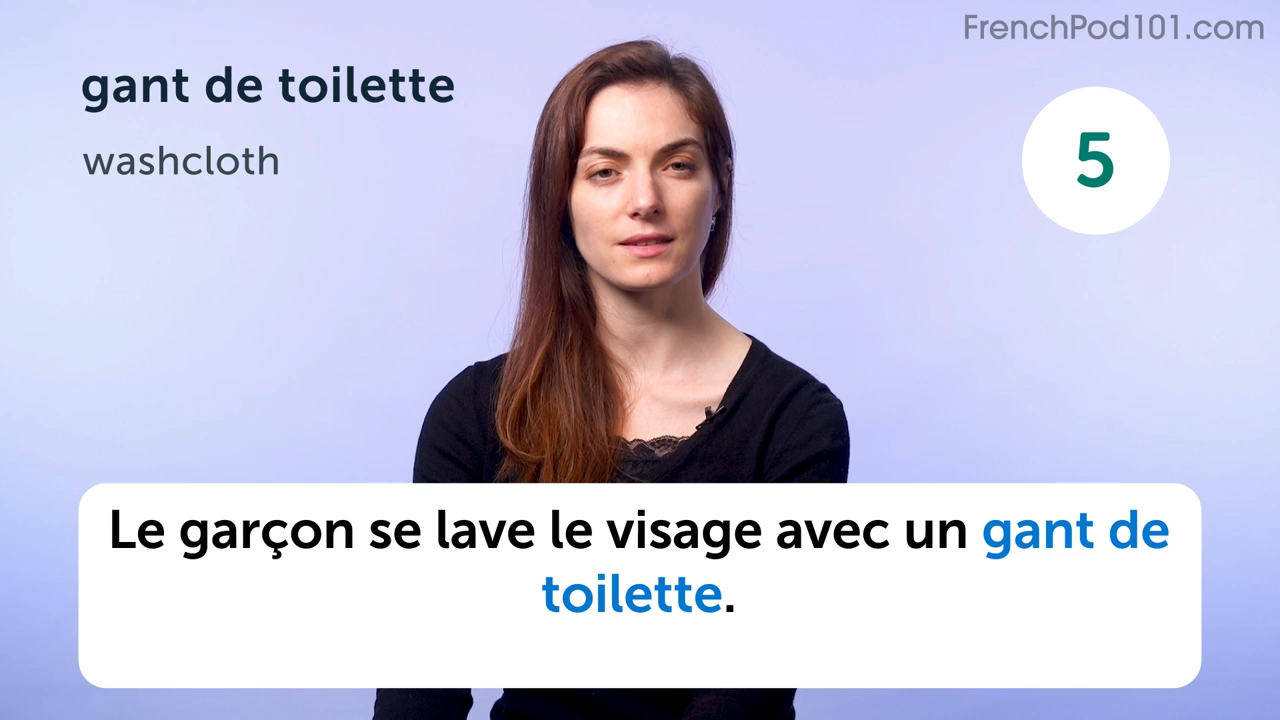 FrenchPod101.com
gant de toilette
washcloth
5
Le garçon se lave le visage avec un gant de
toilette.